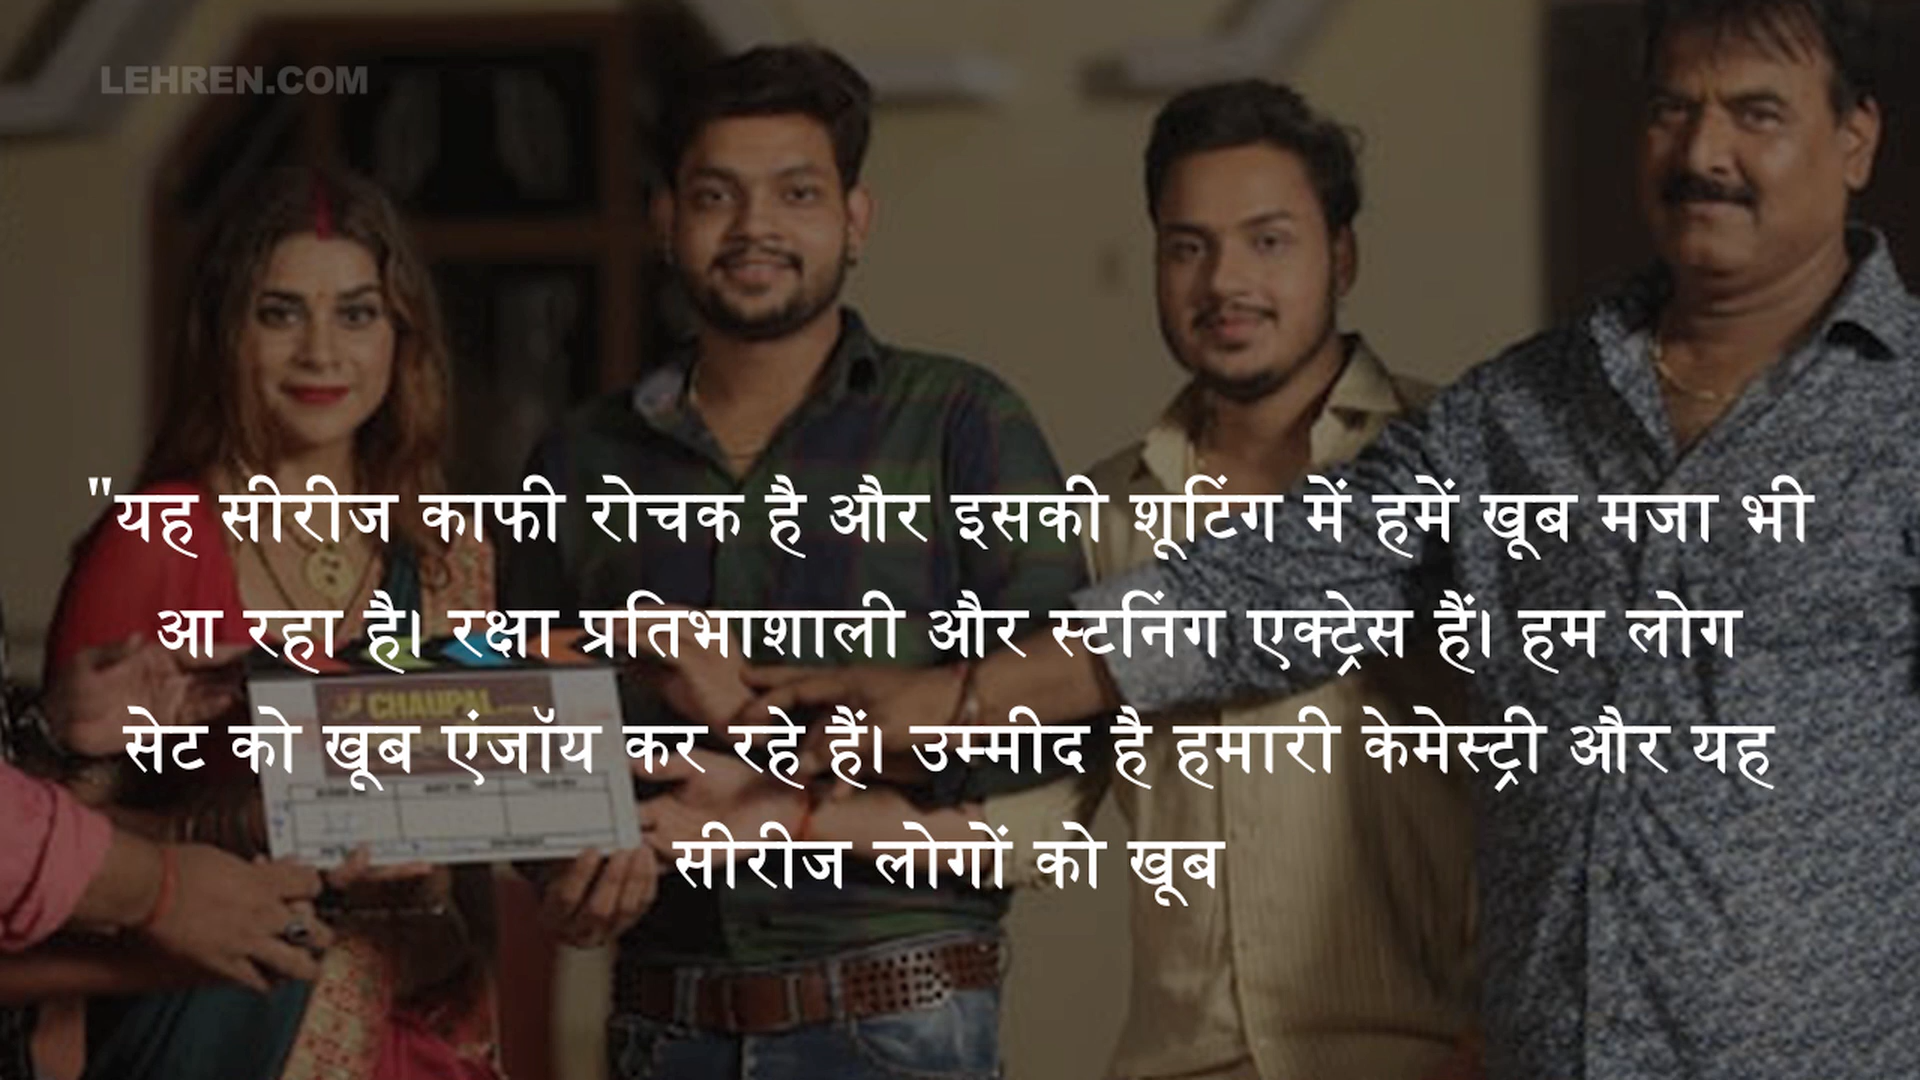 LEHREN.COM
"यह सीरीज काफी रोचक है और इसकी शूटिंग में हमें खूब मजा भी
आ रहा है। रक्षा प्रतिभाशाली और स्टनिंग एक्ट्रेस हैं। हम लोग
सेट को खूब एंजॉय कर रहे हैं। उम्मीद है हमारी केमेस्ट्री और यह
सीरीज लोगों को खूब
CHAUPAL